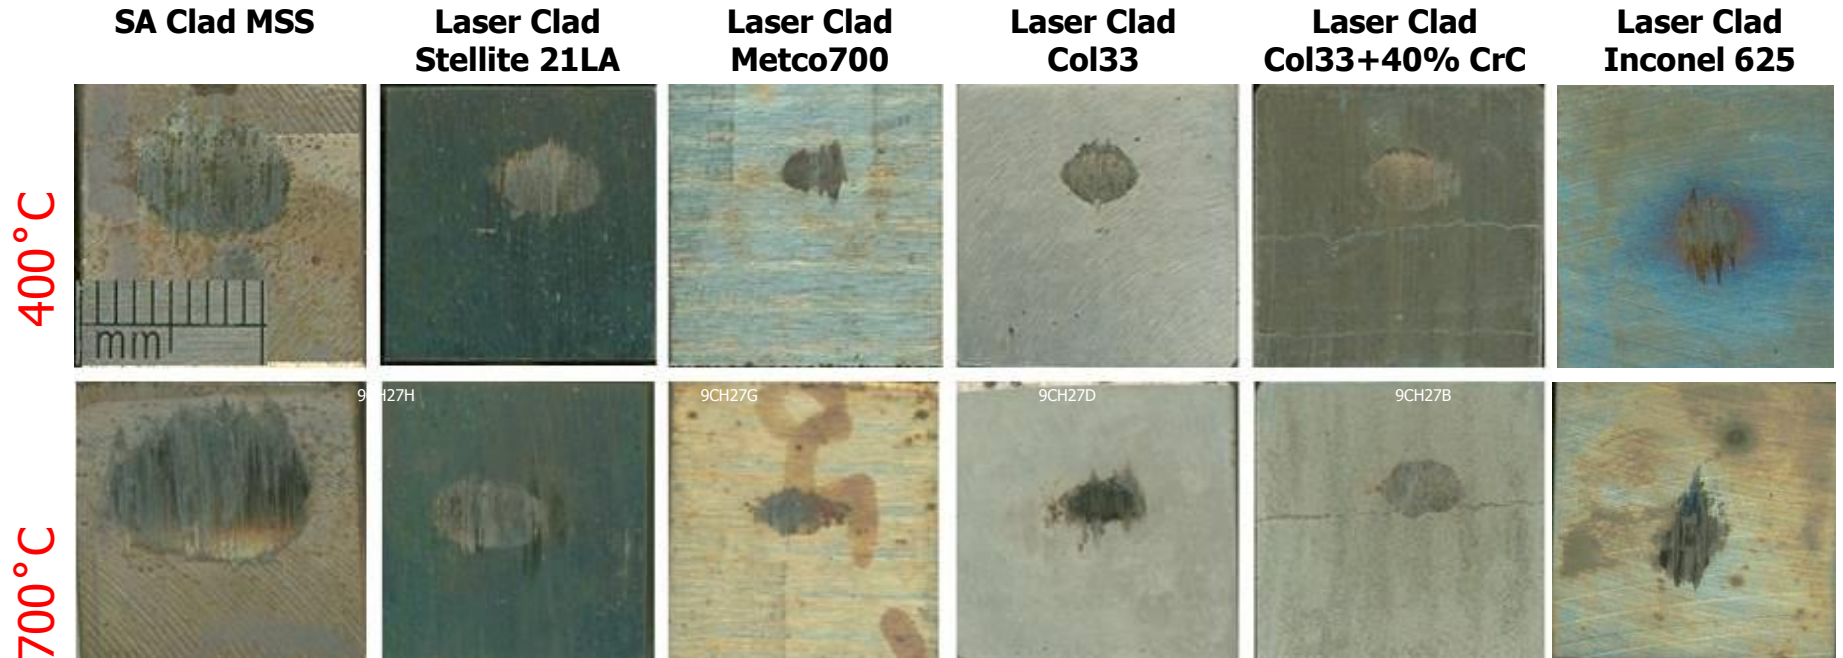 SA Clad MSS
Laser Clad
Stellite 21LA
Laser Clad
Metco700
Laser Clad
Col33
Laser Clad
Col33+40% CrC
Laser Clad
Inconel 625
400°C
mm
9CH27H
9CH27G
9CH27D
9CH27B
700°C